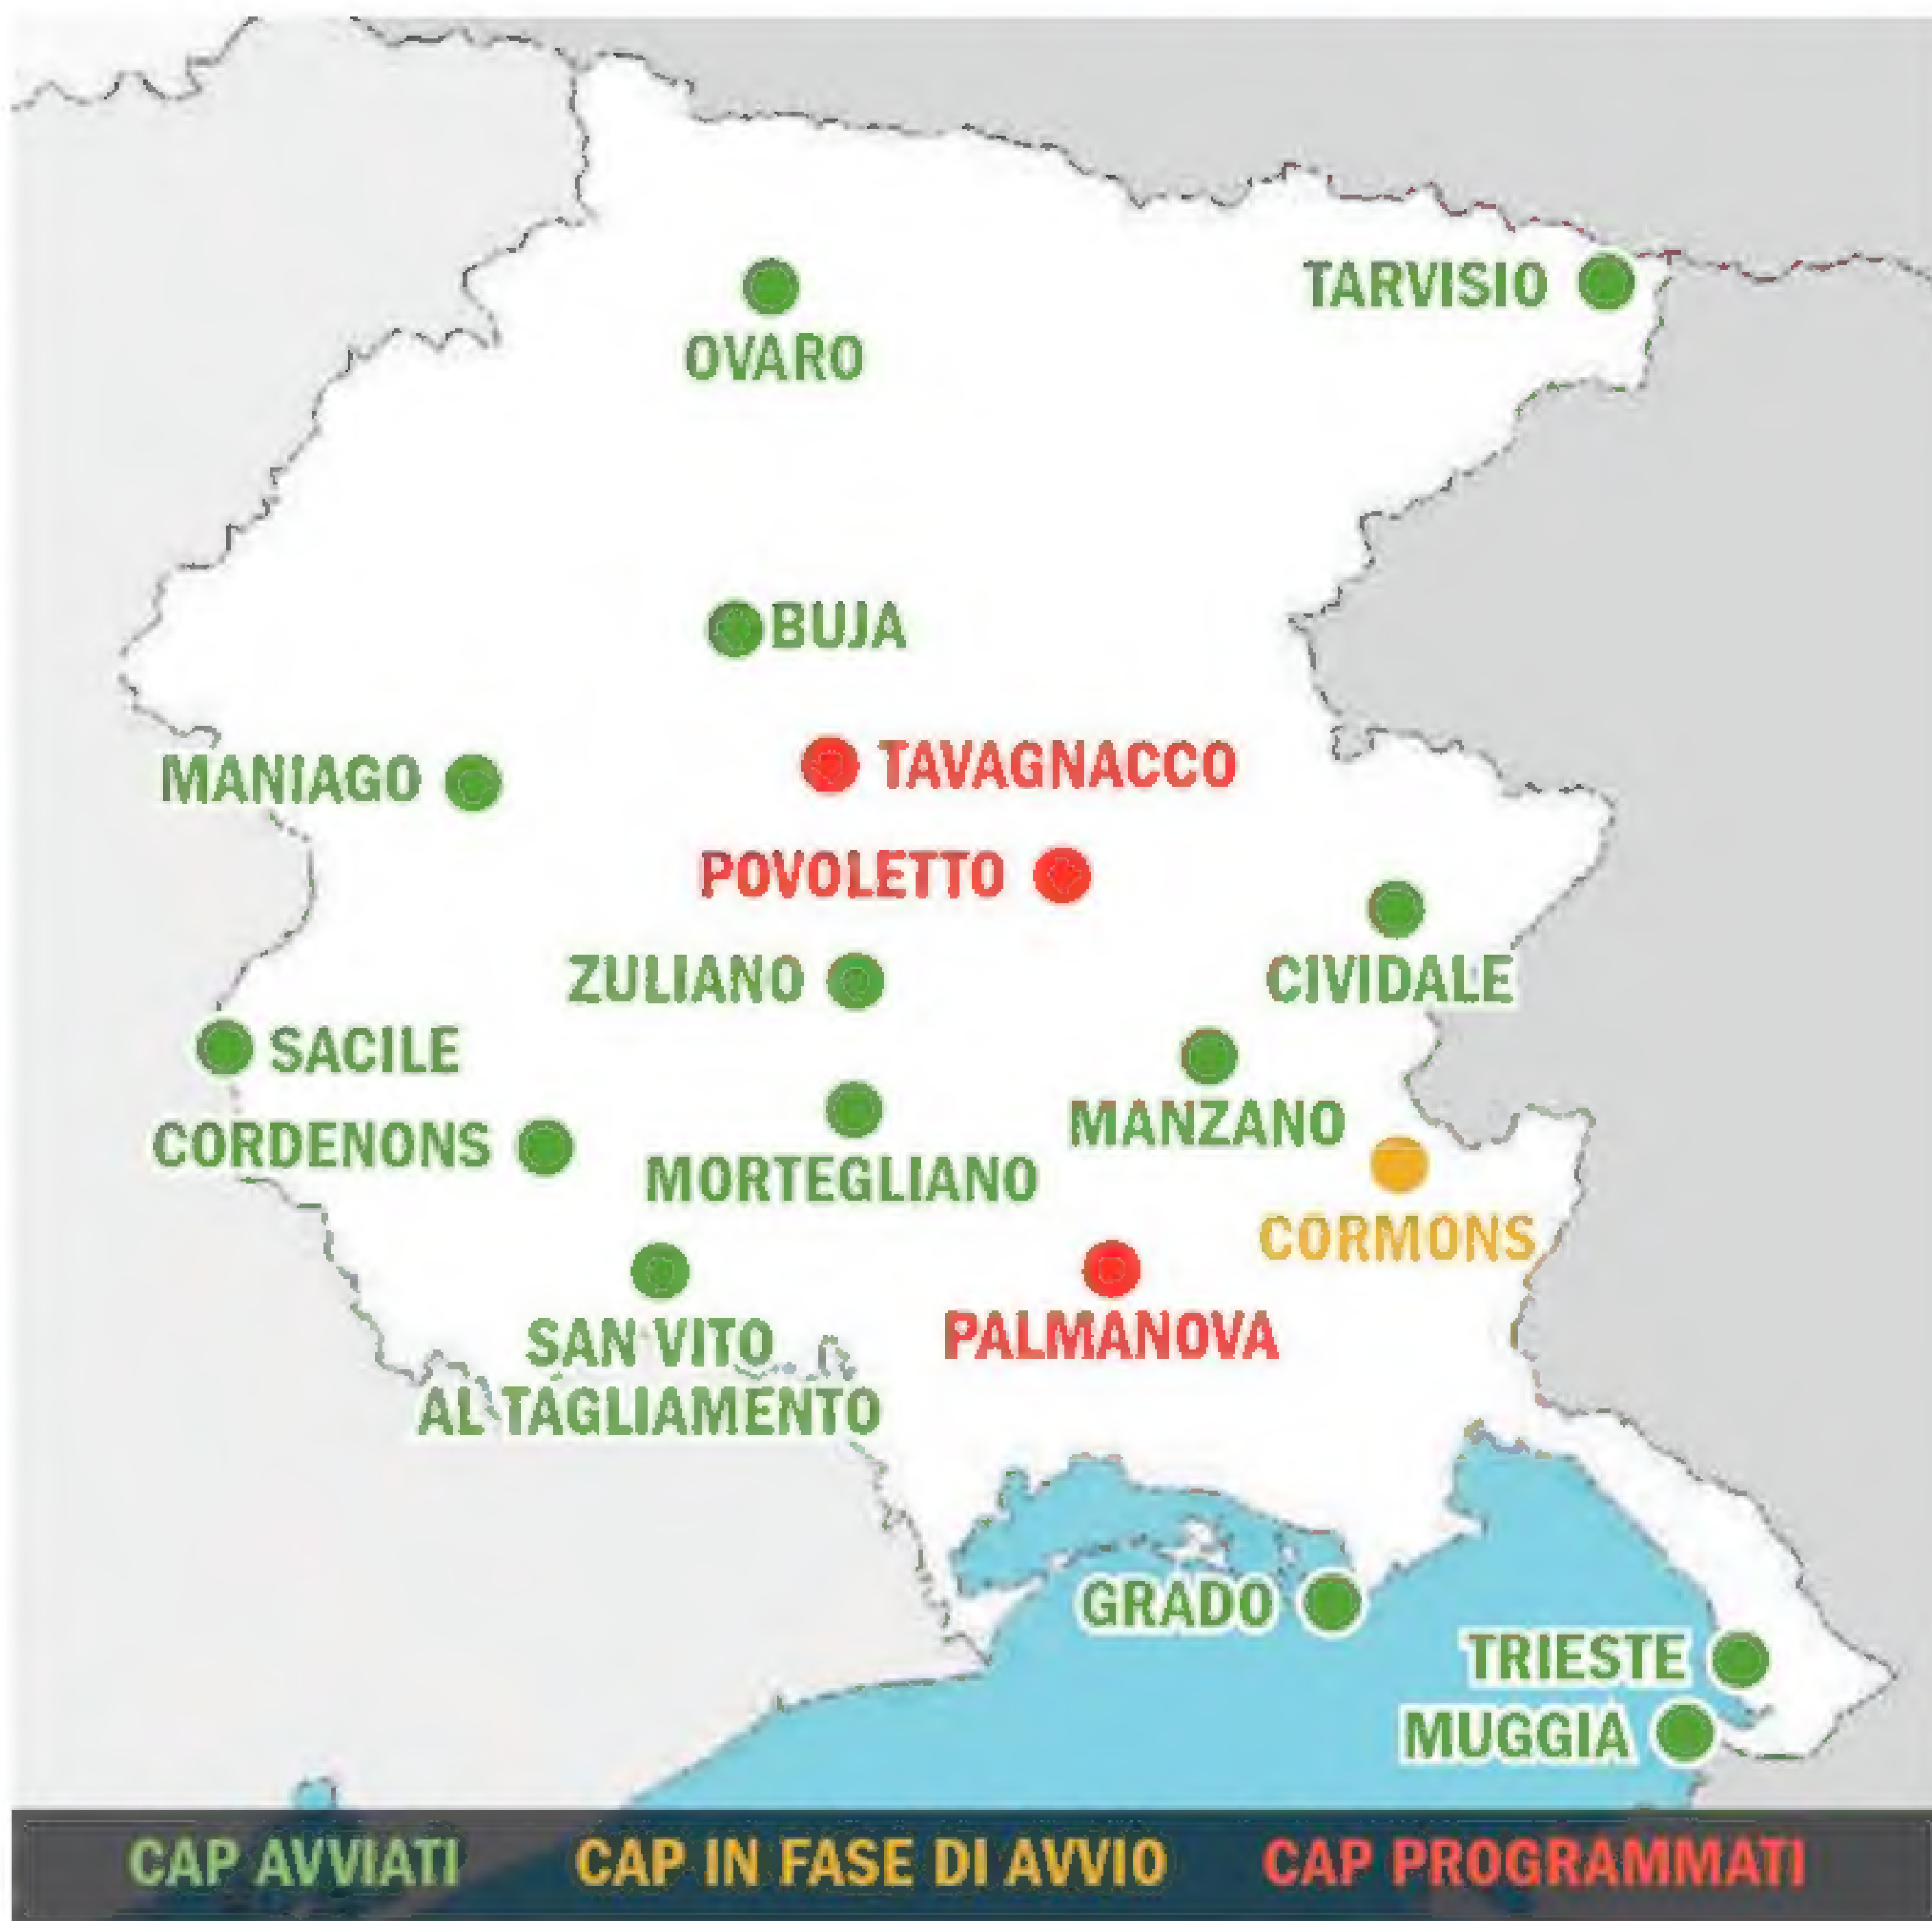 TARVISIO
OVARO
BUJA
TAVAGNACCO
MANIAGO
POVOLETTO
ZULIANO
CIVIDALE
SACILE
MANZANO
CORDENONS
MORTEGLIANO
CORMONS
SAN VITO
AL TAGLIAMENTO
PALMANOVA
GRADO
TRIESTE
MUGGIA
CAP AVVIATI CAP IN FASE DI AVVIO CAP PROGRAMMATI